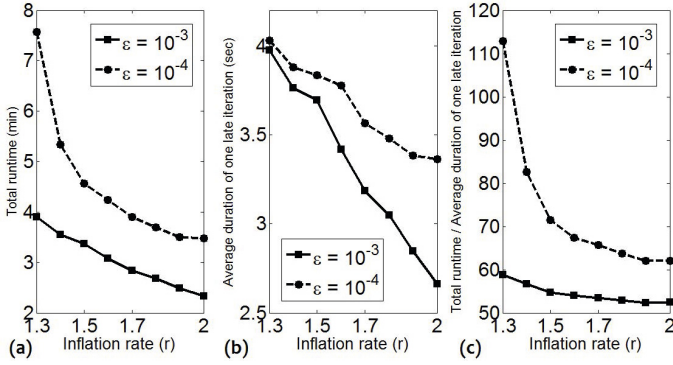 Total runtime (min)
8
7
6
5
4
3
2
1.3
1.5
1.7
2
ε = 10-3
ε = 10-4
(a)
Inflation rate (r)
Average duration of one late iteration (sec)
4
3.5
3
2.5
1.3
1.5
1.7
2
ε = 10-3
ε = 10-4
(b)
Inflation rate (r)
Total runtime / Average duration of one late iteration
120
110
100
90
80
70
60
50
1.3
1.5
1.7
2
ε = 10-3
ε = 10-4
(c)
Inflation rate (r)